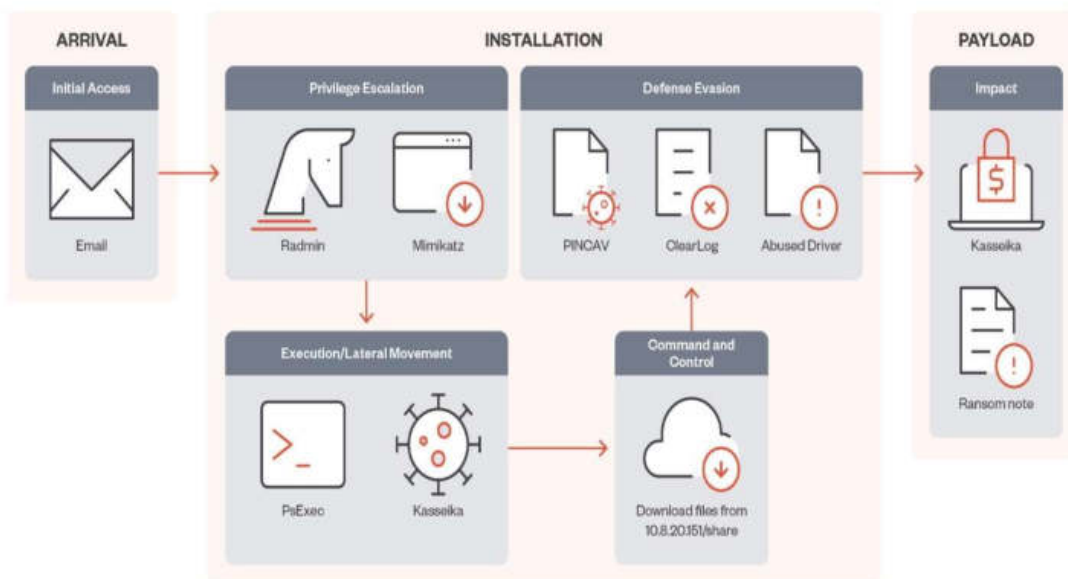 ARRIVAL
INSTALLATION
PAYLOAD
Initial Access
Email
Privilege Escalation
Radmin
Mimikatz
Defense Evasion
PINCAV
ClearLog
Abused Driver
Execution/Lateral Movement
>_
PsExec
Kasseika
Command and
Control
Download files from
10.8.20.151/share
Impact
$
Kasseika
!
Ransom note